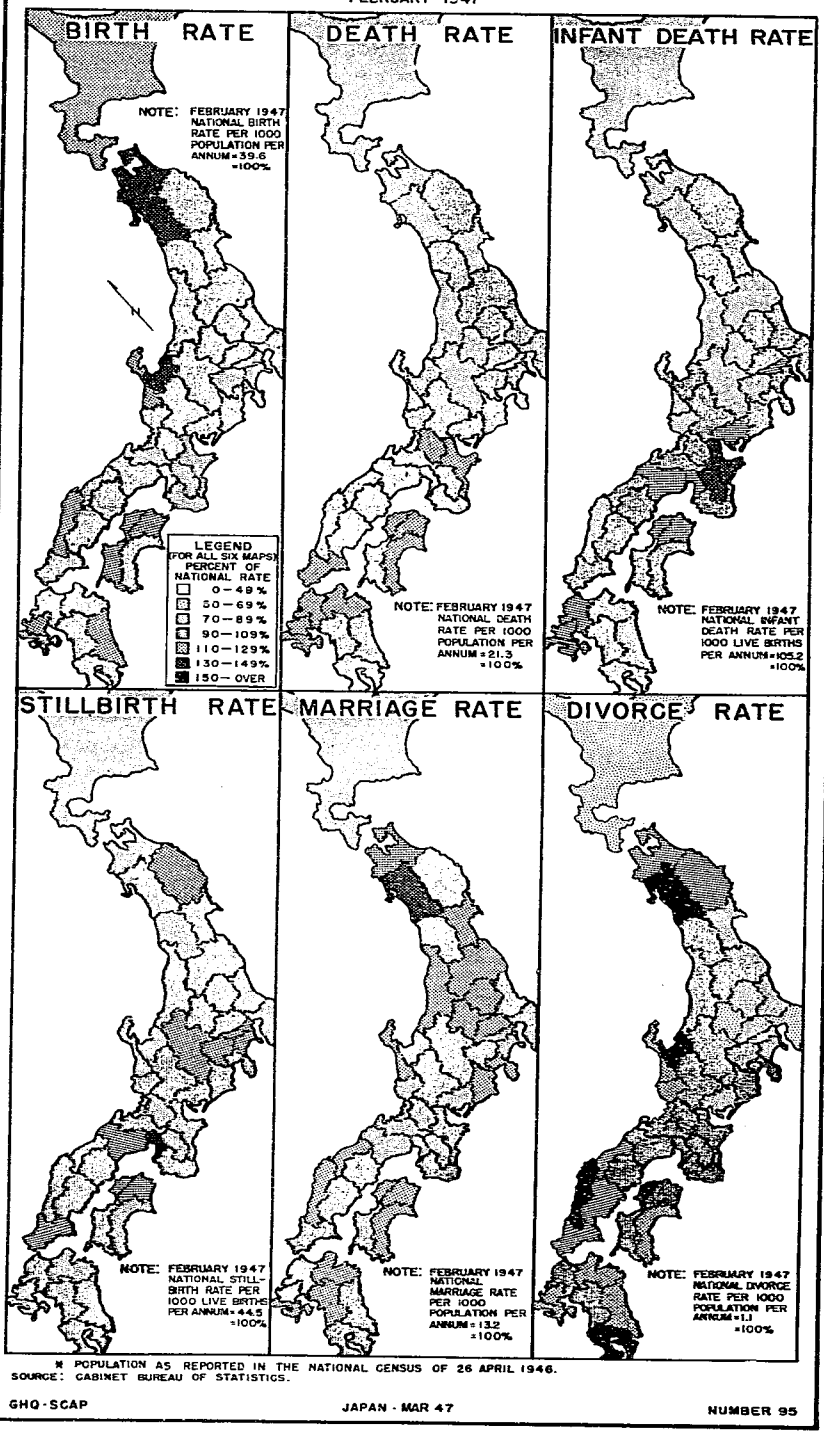 FEBRUARY 1947
BIRTH RATE
NOTE: FEBRUARY 1947
NATIONAL BIRTH
RATE PER 1000
POPULATION PER
ANNUM=39.6
=100%
N
LEGEND
(FOR ALL SIX MAPS)
PERCENT OF
NATIONAL RATE
0-49%
50-69%
70-89%
90-109%
110-129%
130-149%
150-OVER
DEATH RATE
NOTE: FEBRUARY 1947
NATIONAL DEATH
RATE PER 1000
POPULATION PER
ANNUM=21.3
=100%
INFANT DEATH RATE
NOTE: FEBRUARY 1947
NATIONAL INFANT
DEATH RATE PER
1000 LIVE BIRTHS
PER ANNUM=105.2
=100%
STILLBIRTH RATE
NOTE: FEBRUARY 1947
NATIONAL STILL-
BIRTH RATE PER
1000 LIVE BIRTHS
PER ANNUM=44.5
=100%
MARRIAGE RATE
NOTE: FEBRUARY 1947
NATIONAL
MARRIAGE RATE
PER 1000
POPULATION PER
ANNUM=13.2
=100%
DIVORCE RATE
NOTE: FEBRUARY 1947
NATIONAL DIVORCE
RATE PER 1000
POPULATION PER
ANNUM=1.1
=100%
* POPULATION AS REPORTED IN THE NATIONAL CENSUS OF 26 APRIL 1946.
SOURCE: CABINET BUREAU OF STATISTICS.
GHQ-SCAP JAPAN - MAR 47 NUMBER 95